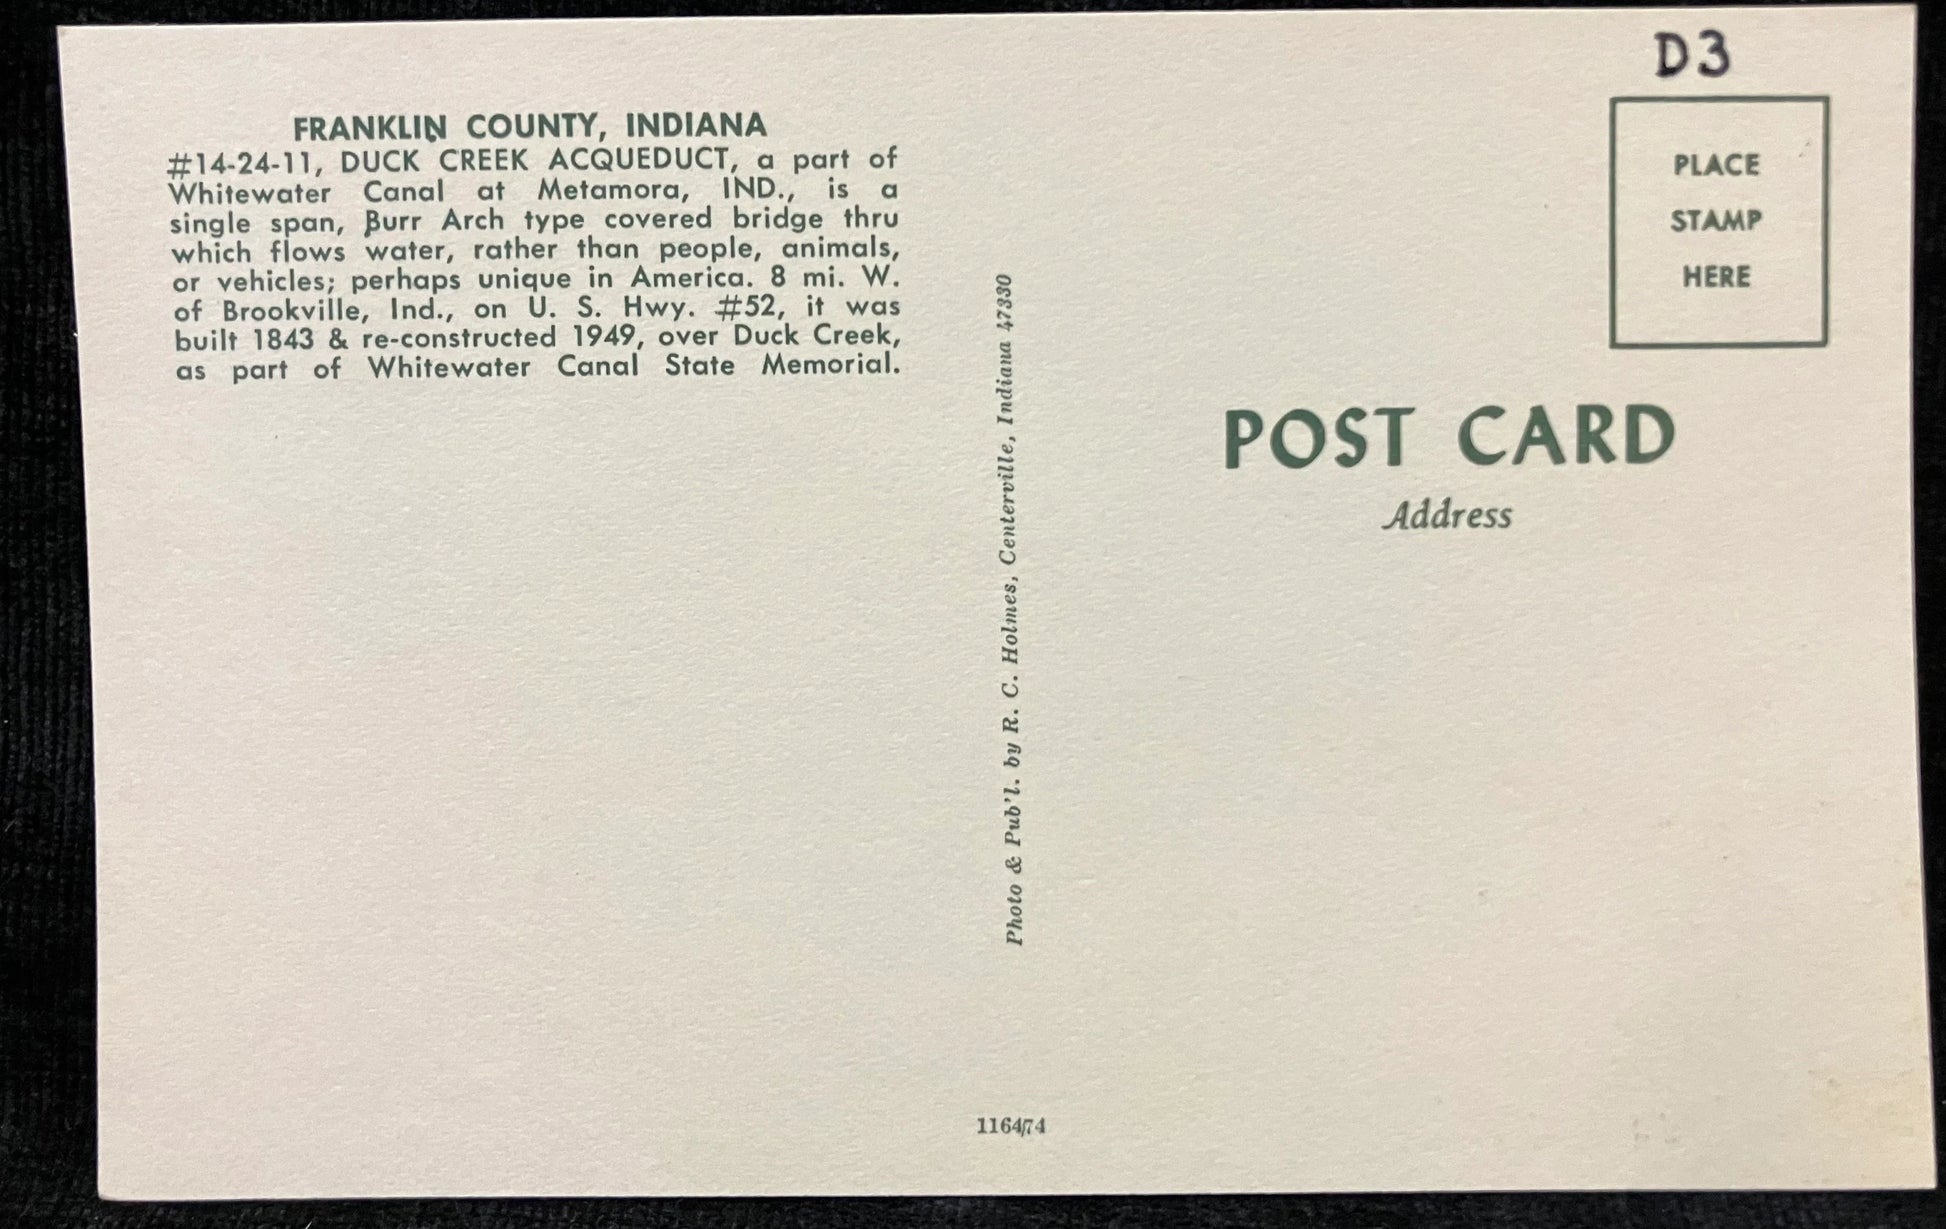 FRANKLIN COUNTY, INDIANA
#14-24-11, DUCK CREEK ACQUEDUCT, a part of
Whitewater Canal at Metamora, IND., is a
single span, Burr Arch type covered bridge thru
which flows water, rather than people, animals,
or vehicles; perhaps unique in America. 8 mi. W.
of Brookville, Ind., on U. S. Hwy. #52, it was
built 1843 & re-constructed 1949, over Duck Creek,
as part of Whitewater Canal State Memorial.
Photo & Pub'l. by R. C. Holmes, Centerville, Indiana 47330
1164/74
D3
PLACE
STAMP
HERE
POST CARD
Address